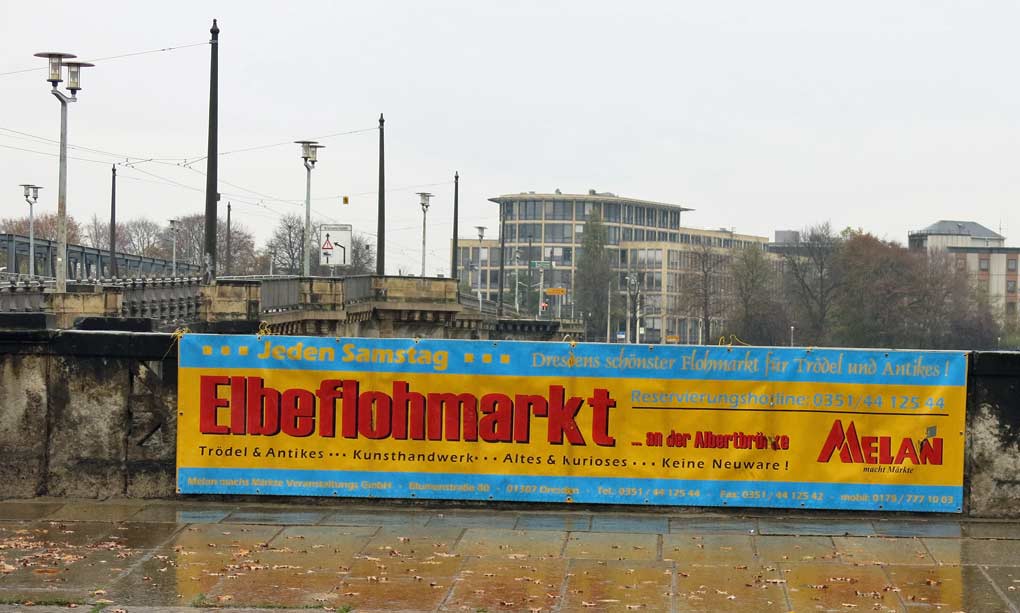 Jeden Samstag
Dresdens schönster Flohmarkt für Trödel und Antikes !
Elbeflohmarkt
Reservierungshotline: 0351/44 125 44
... an der Albertbrücke
MELAN
macht Märkte
Trödel & Antikes ••• Kunsthandwerk ••• Altes & kurioses ••• Keine Neuware !
Melan macht Märkte Veranstaltungs GmbH - Blumenstraße 80 - 01307 Dresden - Tel. 0351 / 44 125 44 - Fax: 0351 / 44 125 42 - mobil: 0179 / 777 10 03